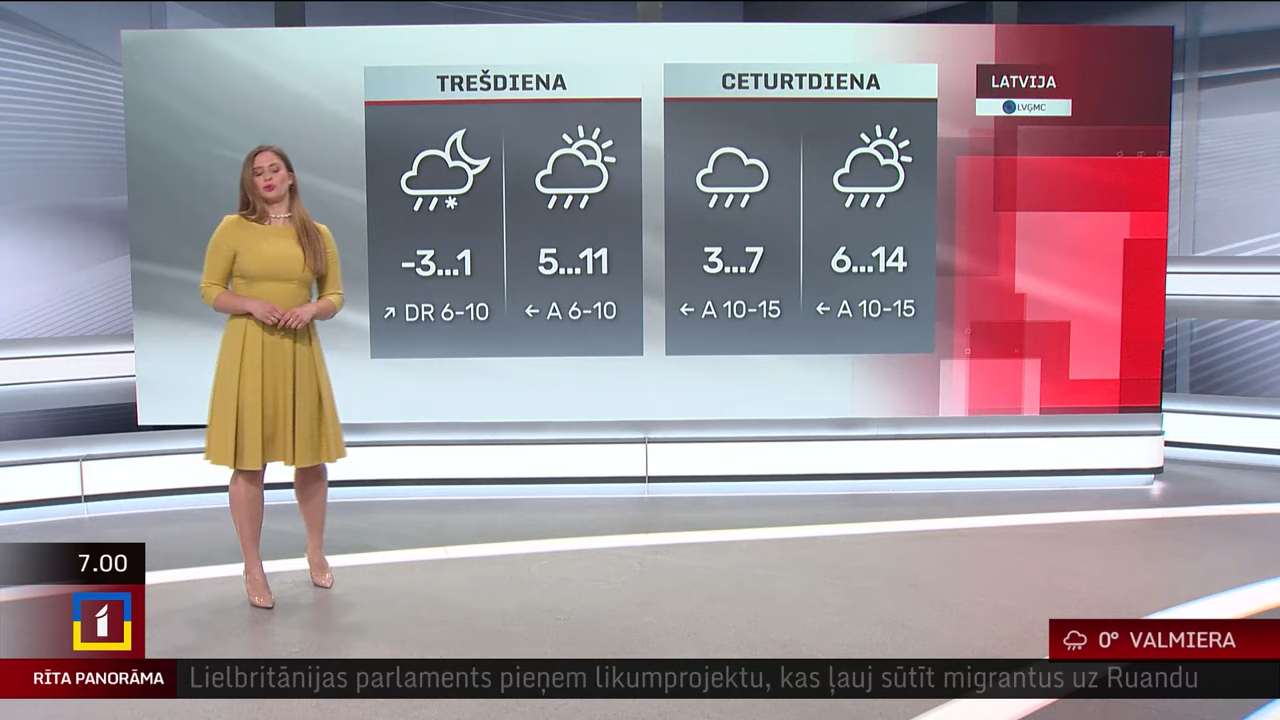 TREŠDIENA
CETURTDIENA
LATVIJA
LVĢMC
-3...1
5...11
3...7
6...14
↗ DR 6-10
← A 6-10
← A 10-15
← A 10-15
7.00
1
0° VALMIERA
RĪTA PANORĀMA
Lielbritānijas parlaments pieņem likumprojektu, kas ļauj sūtīt migrantus uz Ruandu